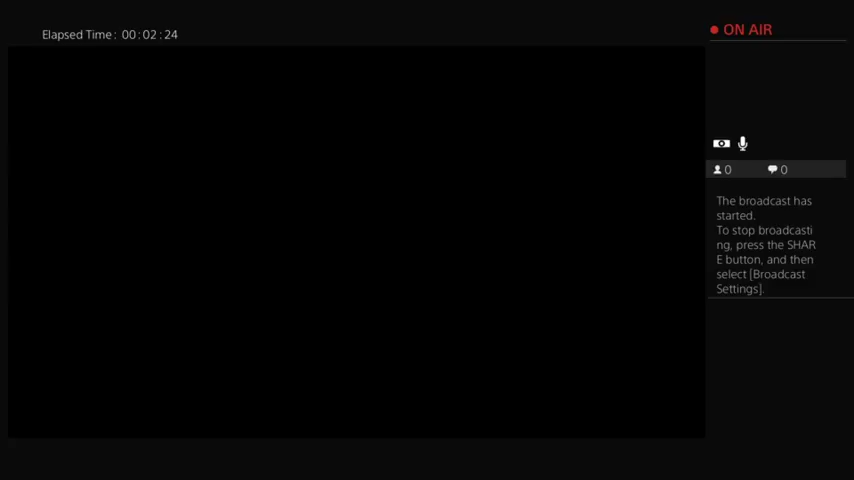 Elapsed Time: 00:02:24
ON AIR
0 0
The broadcast has
started.
To stop broadcasti
ng, press the SHAR
E button, and then
select [Broadcast
Settings].